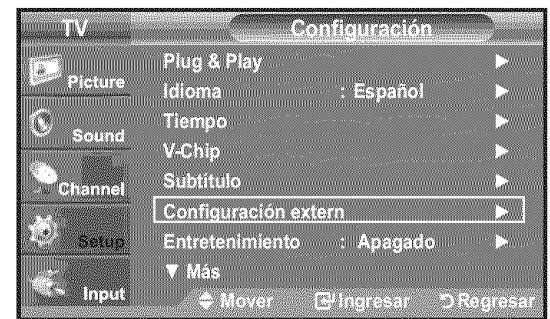 TV
Configuración
Picture
Sound
Channel
Setup
Input
Plug & Play
Idioma : Español
Tiempo
V-Chip
Subtítulo
Configuración extern
Entretenimiento : Apagado
▼ Más
Mover Ingresar Regresar